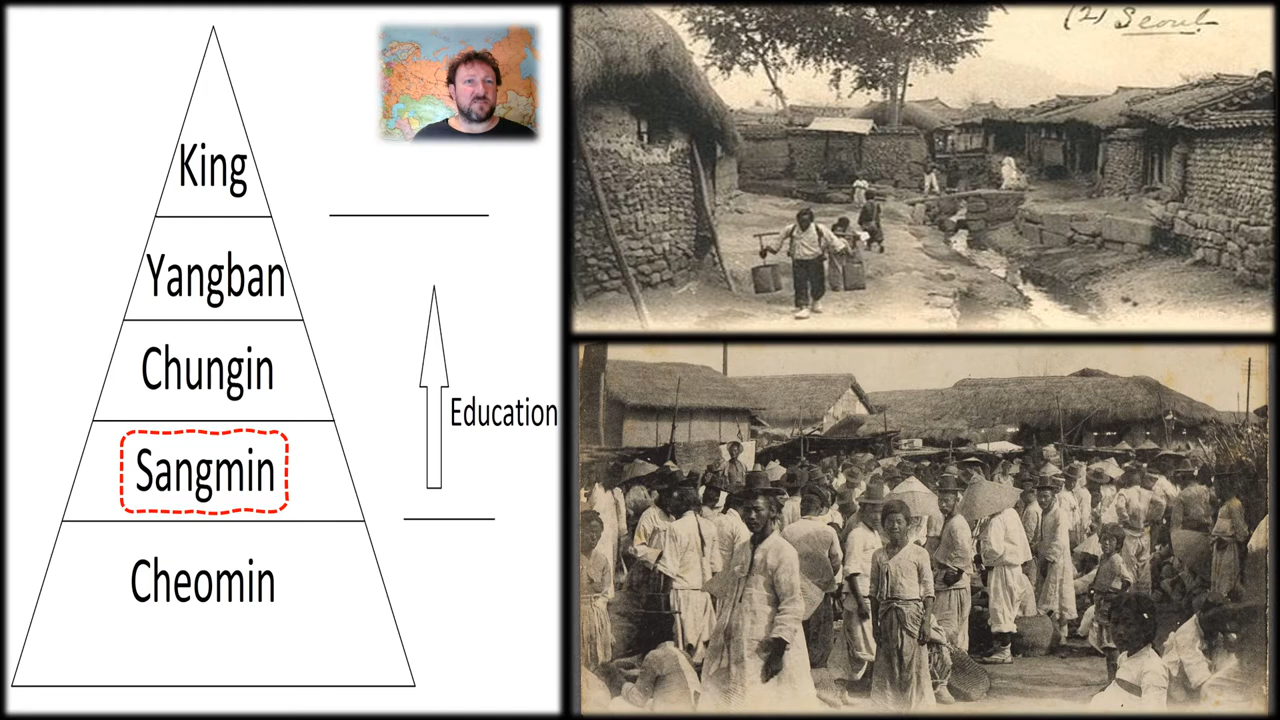 King
Yangban
Chungin
Sangmin
Cheomin
Education
(2) Seoul